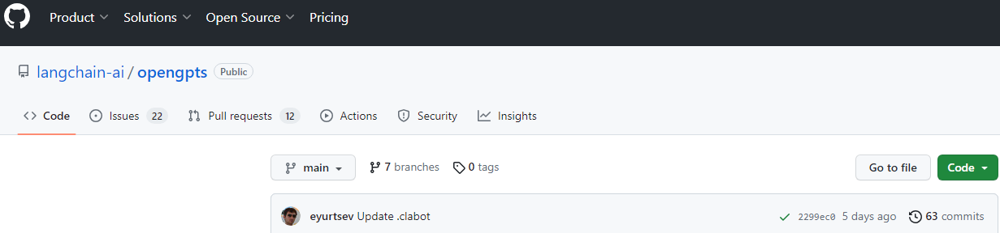 Product Solutions Open Source Pricing
langchain-ai / opengpts Public
Code Issues 22 Pull requests 12 Actions Security Insights
main 7 branches 0 tags Go to file Code
eyurtsev Update .clabot 2299ec0 5 days ago 63 commits